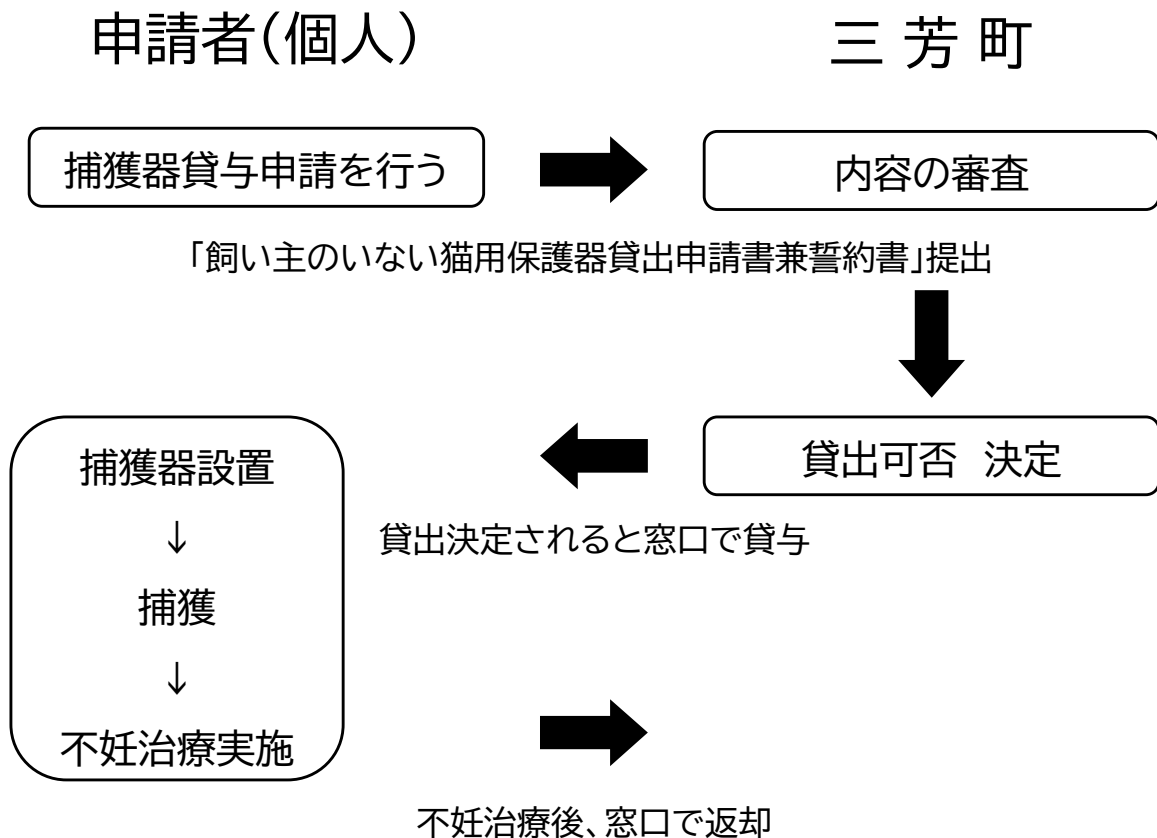 申請者(個人)
三芳町
捕獲器貸与申請を行う
内容の審査
「飼い主のいない猫用保護器貸出申請書兼誓約書」提出
貸出可否 決定
貸出決定されると窓口で貸与
捕獲器設置
↓
捕獲
↓
不妊治療実施
不妊治療後、窓口で返却